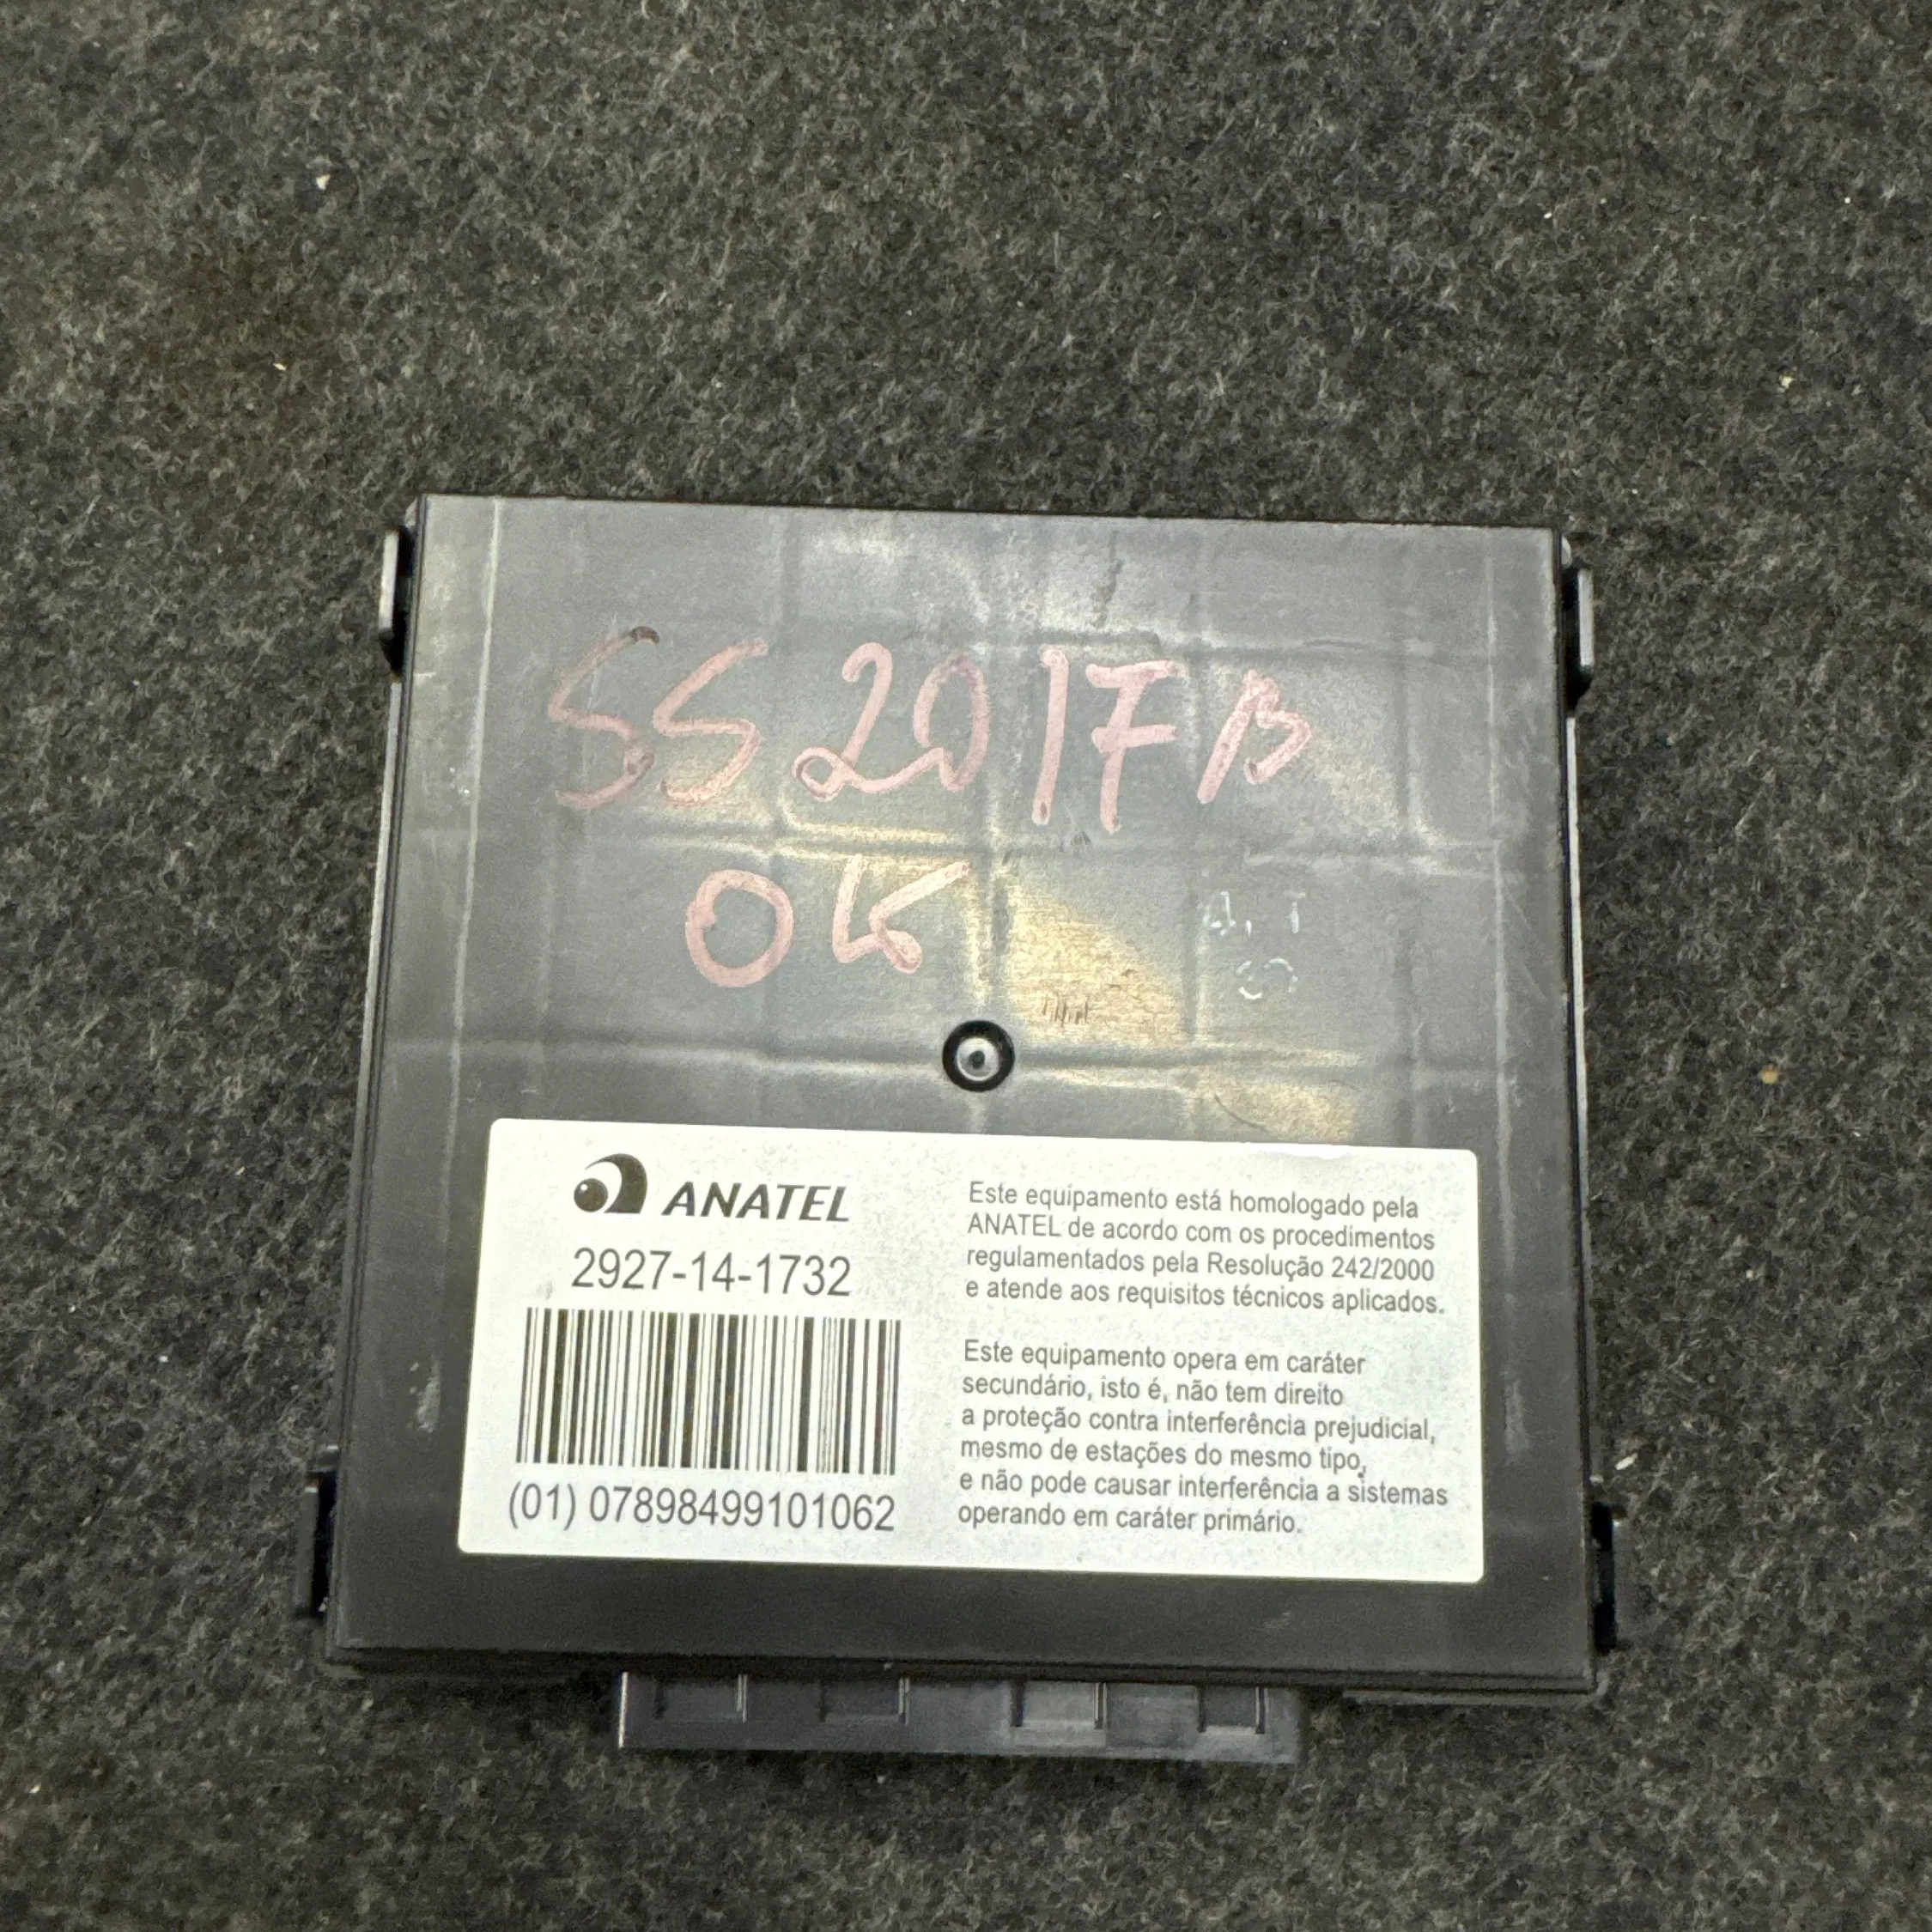 SS 2017 B
OK
A.T
ANATEL
2927-14-1732
(01) 07898499101062
Este equipamento está homologado pela
ANATEL de acordo com os procedimentos
regulamentados pela Resolução 242/2000
e atende aos requisitos técnicos aplicados.
Este equipamento opera em caráter
secundário, isto é, não tem direito
a proteção contra interferência prejudicial,
mesmo de estações do mesmo tipo,
e não pode causar interferência a sistemas
operando em caráter primário.